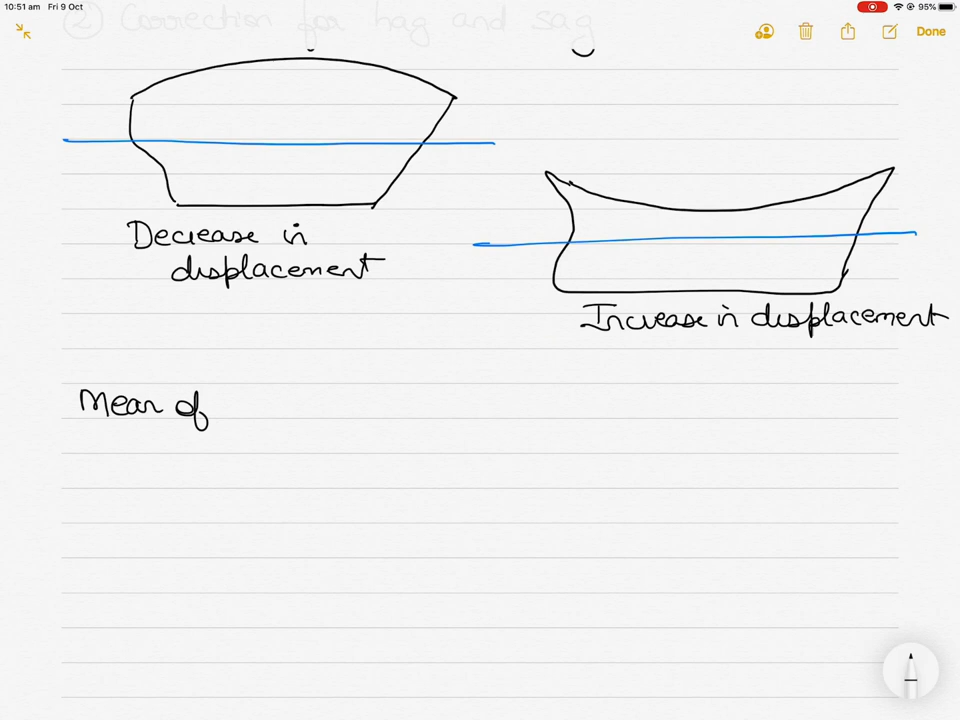 10:51 am Fri 9 Oct
95%
Done
② Correction for hog and sag
Decrease in
displacement
Increase in displacement
Mean of